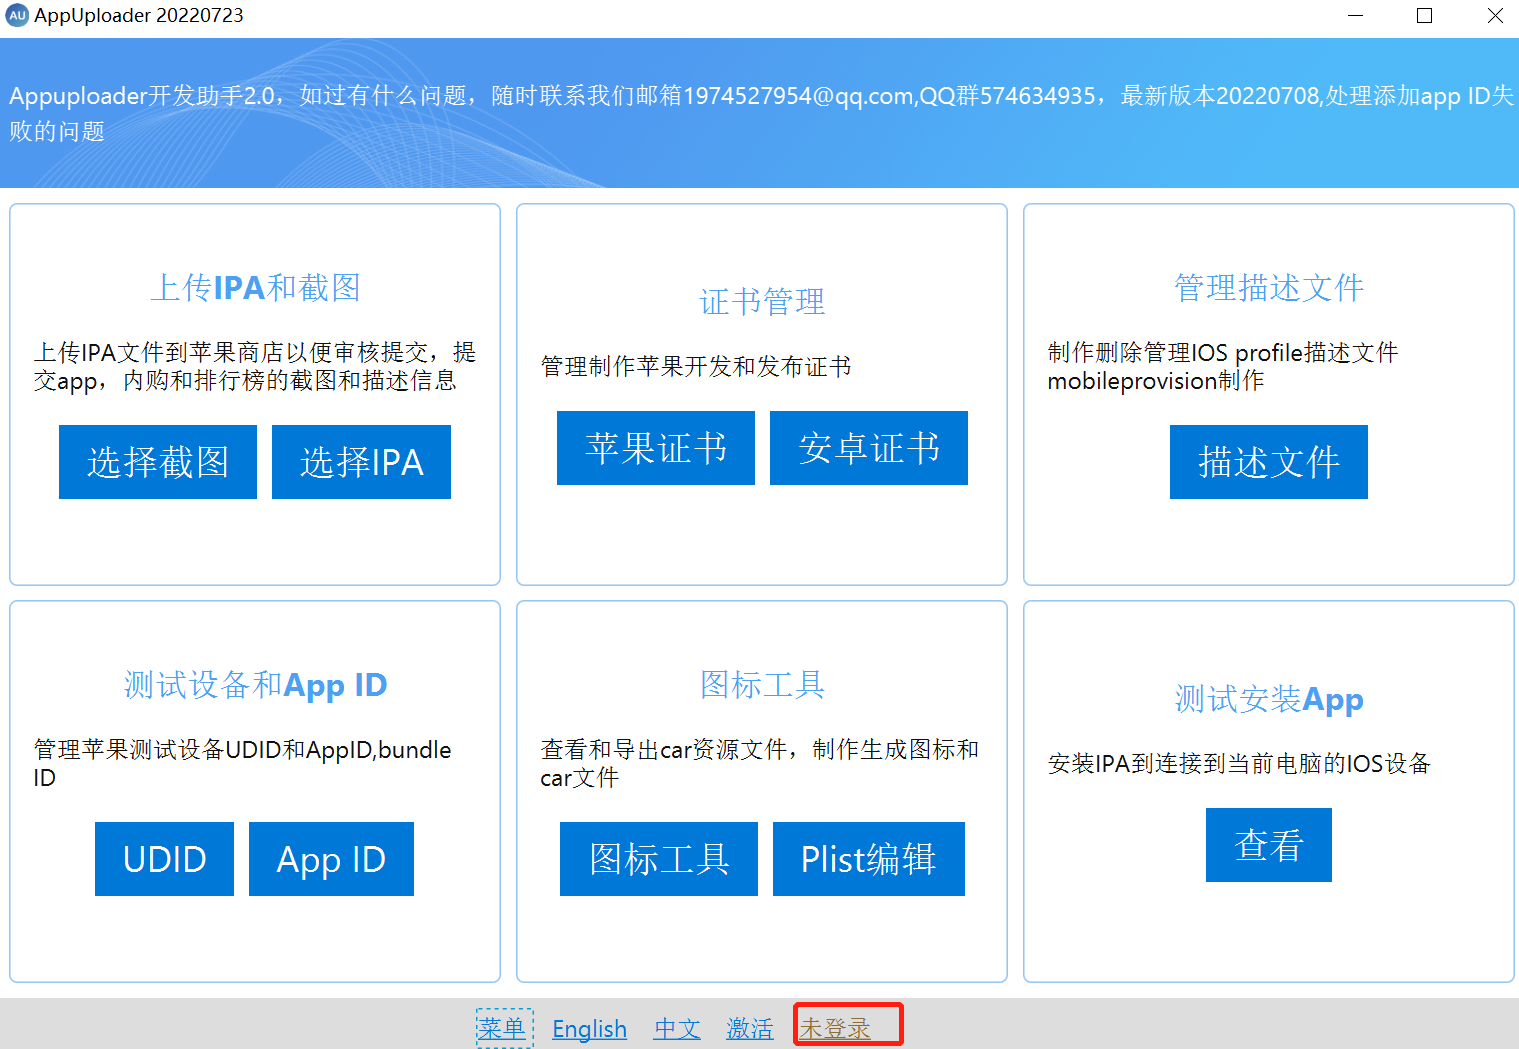 AU AppUploader 20220723
Appuploader开发助手2.0，如过有什么问题，随时联系我们邮箱1974527954@qq.com,QQ群574634935，最新版本20220708,处理添加app ID失
败的问题
上传IPA和截图
上传IPA文件到苹果商店以便审核提交，提
交app，内购和排行榜的截图和描述信息
选择截图 选择IPA
证书管理
管理制作苹果开发和发布证书
苹果证书 安卓证书
管理描述文件
制作删除管理IOS profile描述文件
mobileprovision制作
描述文件
测试设备和App ID
管理苹果测试设备UDID和AppID,bundle
ID
UDID App ID
图标工具
查看和导出car资源文件，制作生成图标和
car文件
图标工具 Plist编辑
测试安装App
安装IPA到连接到当前电脑的IOS设备
查看
菜单 English 中文 激活 未登录